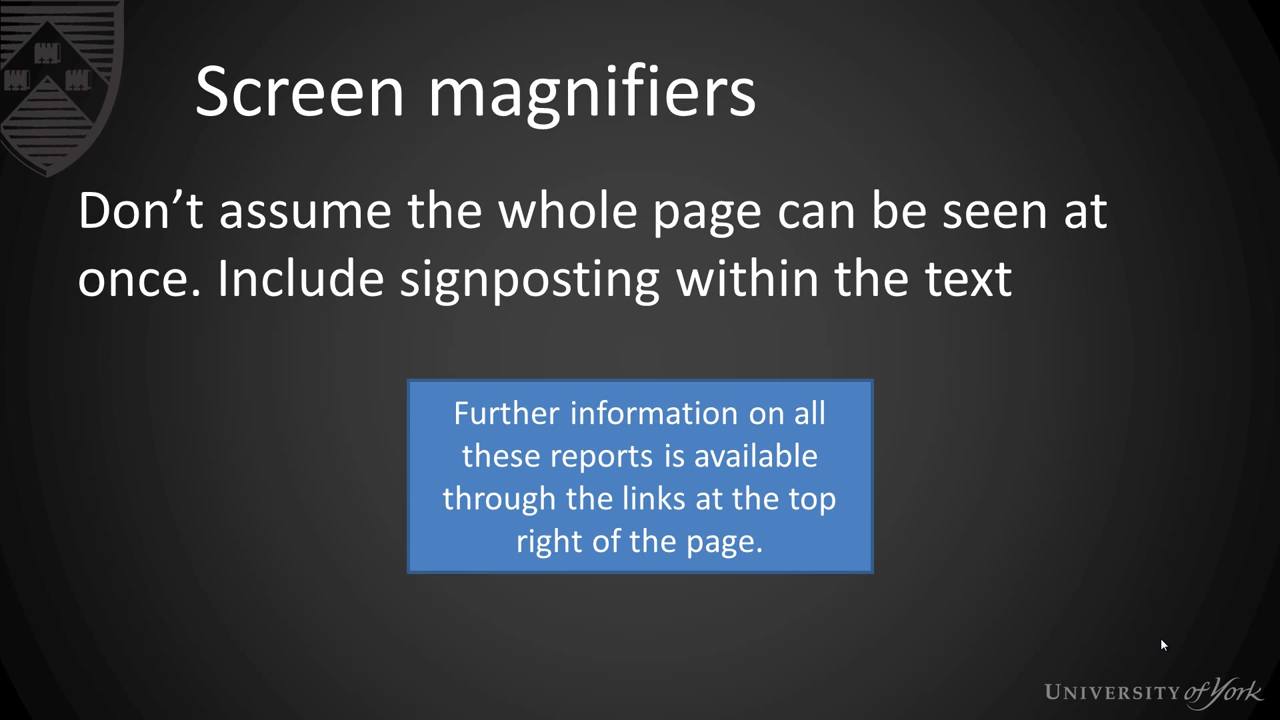 Screen magnifiers
Don’t assume the whole page can be seen at
once. Include signposting within the text
Further information on all
these reports is available
through the links at the top
right of the page.
UNIVERSITY of York